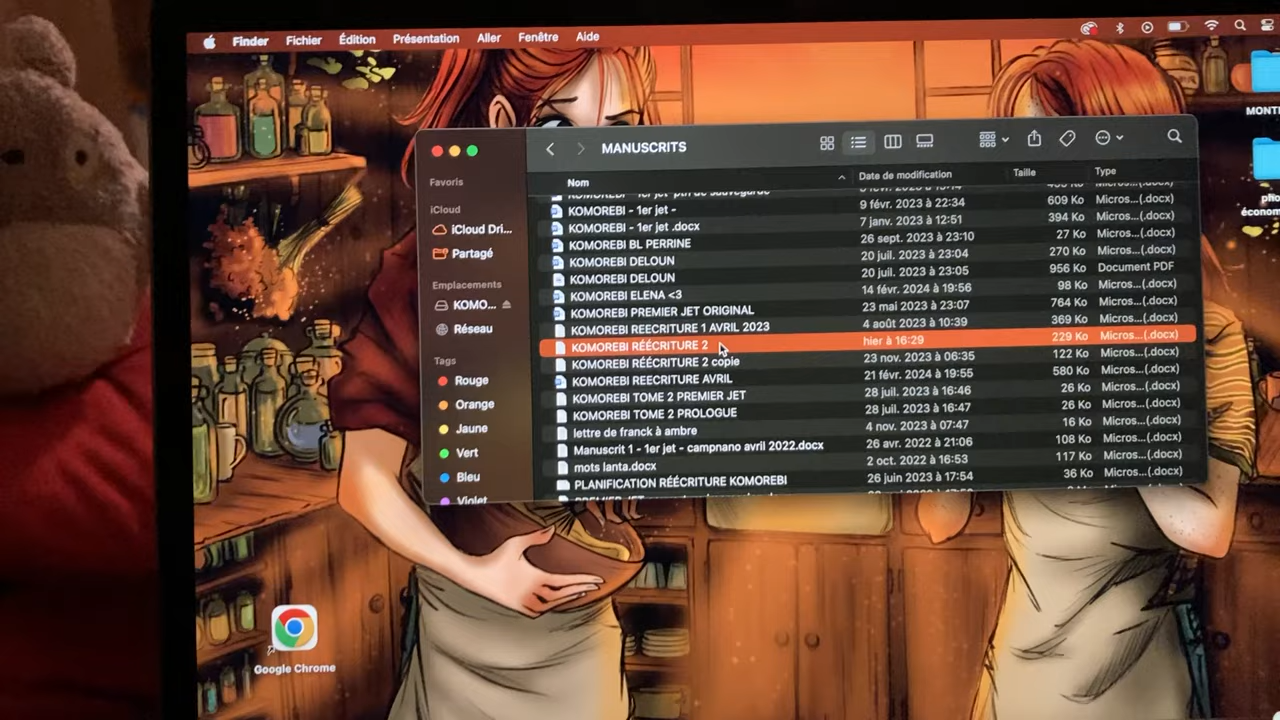 Finder Fichier Édition Présentation Aller Fenêtre Aide
MONT
pho
économ
MANUSCRITS
Favoris
iCloud
iCloud Dri...
Partagé
Emplacements
KOMO...
Réseau
Tags
Rouge
Orange
Jaune
Vert
Bleu
Violet
Nom Date de modification Taille Type
KOMOREBI - 1er jet - Micros...(.docx)
KOMOREBI - 1er jet - 9 févr. 2023 à 22:34 609 Ko Micros...(.docx)
KOMOREBI - 1er jet .docx 7 janv. 2023 à 12:51 394 Ko Micros...(.docx)
KOMOREBI BL PERRINE 26 sept. 2023 à 23:10 27 Ko Micros...(.docx)
KOMOREBI DELOUN 20 juil. 2023 à 23:04 270 Ko Micros...(.docx)
KOMOREBI DELOUN 20 juil. 2023 à 23:05 956 Ko Document PDF
KOMOREBI ELENA <3 14 févr. 2024 à 19:56 98 Ko Micros...(.docx)
KOMOREBI PREMIER JET ORIGINAL 23 mai 2023 à 23:07 764 Ko Micros...(.docx)
KOMOREBI REECRITURE 1 AVRIL 2023 4 août 2023 à 10:39 369 Ko Micros...(.docx)
KOMOREBI RÉÉCRITURE 2 hier à 16:29 229 Ko Micros...(.docx)
KOMOREBI RÉÉCRITURE 2 copie 23 nov. 2023 à 06:35 122 Ko Micros...(.docx)
KOMOREBI REECRITURE AVRIL 21 févr. 2024 à 19:55 580 Ko Micros...(.docx)
KOMOREBI TOME 2 PREMIER JET 28 juil. 2023 à 16:46 26 Ko Micros...(.docx)
KOMOREBI TOME 2 PROLOGUE 28 juil. 2023 à 16:47 26 Ko Micros...(.docx)
lettre de franck à ambre 4 nov. 2023 à 07:47 16 Ko Micros...(.docx)
Manuscrit 1 - 1er jet - campnano avril 2022.docx 26 avr. 2022 à 21:06 108 Ko Micros...(.docx)
mots lanta.docx 2 oct. 2022 à 16:53 117 Ko Micros...(.docx)
PLANIFICATION RÉÉCRITURE KOMOREBI 26 juin 2023 à 17:54 36 Ko Micros...(.docx)
Google Chrome